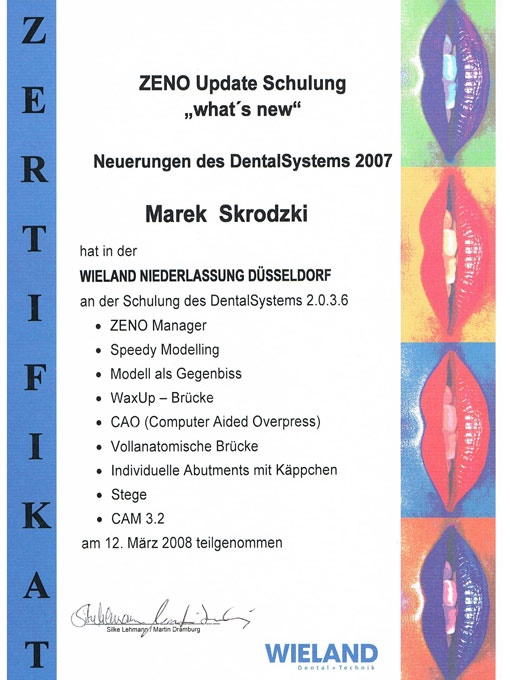 ZERTIFIKAT
ZENO Update Schulung
„what´s new“
Neuerungen des DentalSystems 2007
Marek Skrodzki
hat in der
WIELAND NIEDERLASSUNG DÜSSELDORF
an der Schulung des DentalSystems 2.0.3.6
• ZENO Manager
• Speedy Modelling
• Modell als Gegenbiss
• WaxUp – Brücke
• CAO (Computer Aided Overpress)
• Vollanatomische Brücke
• Individuelle Abutments mit Käppchen
• Stege
• CAM 3.2
am 12. März 2008 teilgenommen
Silke Lehmann / Martin Dramburg
WIELAND
Dental + Technik